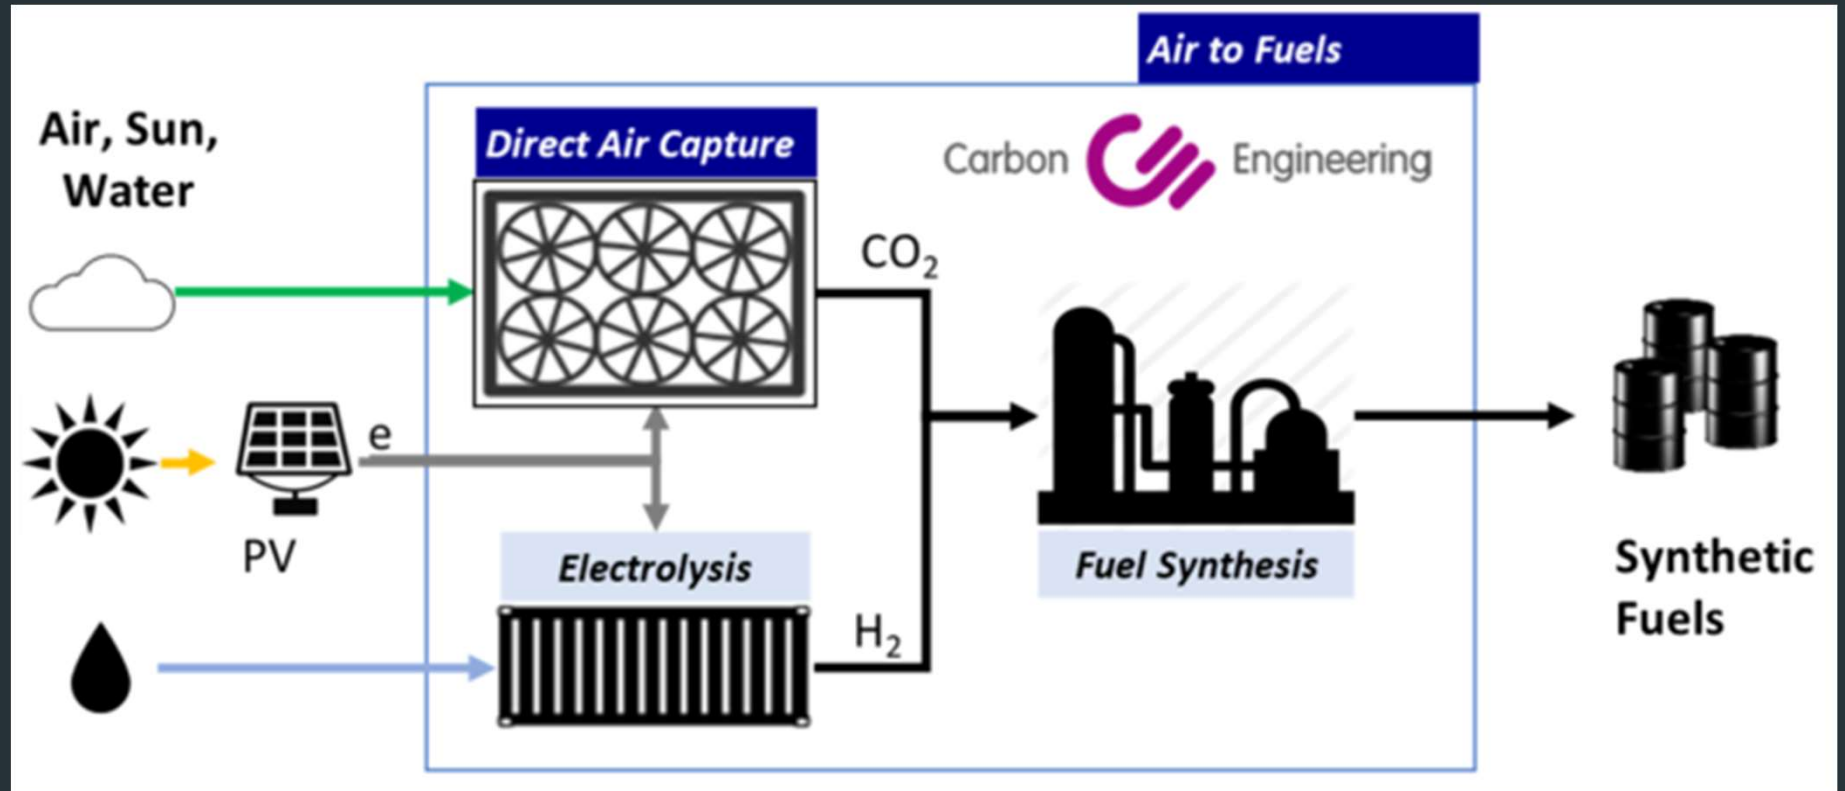 Air to Fuels
Air, Sun,
Water
Direct Air Capture
Carbon Engineering
CO₂
e
PV
Electrolysis
Fuel Synthesis
H₂
Synthetic
Fuels